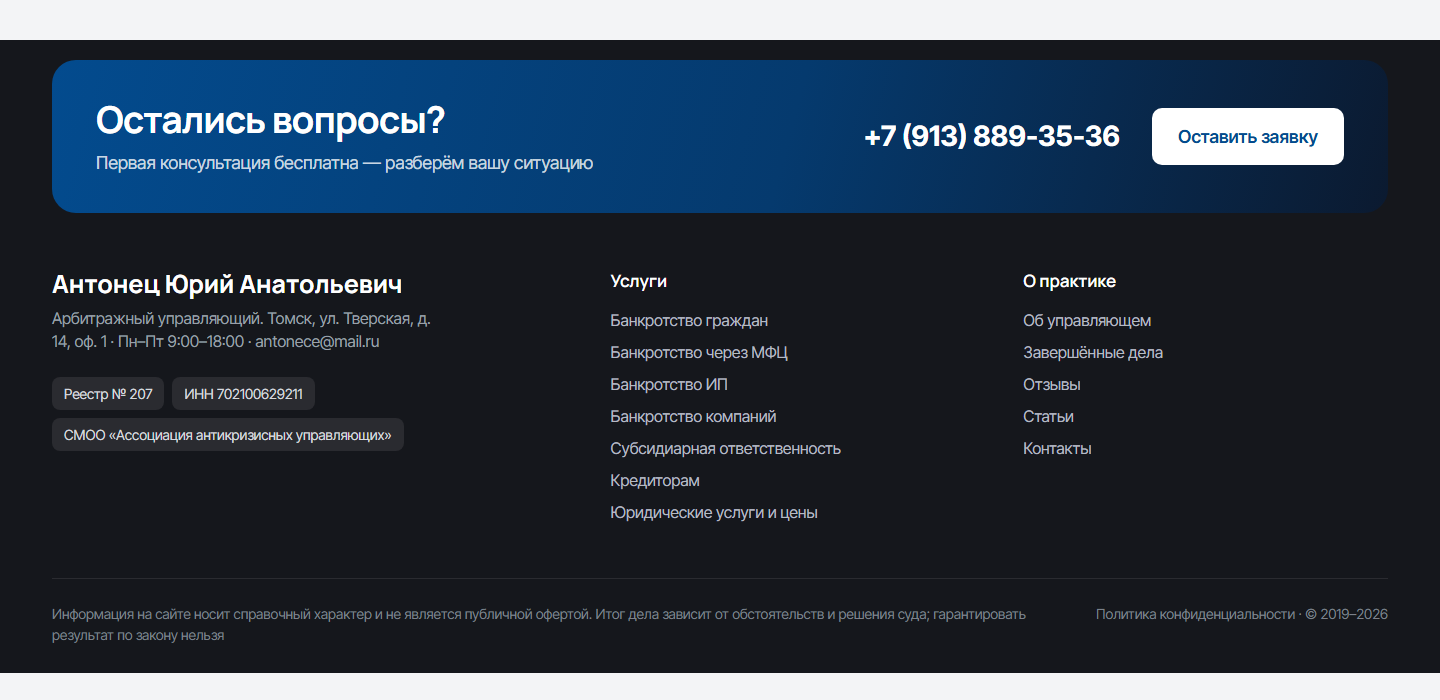 Остались вопросы?
Первая консультация бесплатна — разберём вашу ситуацию
+7 (913) 889-35-36
Оставить заявку
Антонец Юрий Анатольевич
Арбитражный управляющий. Томск, ул. Тверская, д.
14, оф. 1 · Пн–Пт 9:00–18:00 · antonece@mail.ru
Реестр № 207
ИНН 702100629211
СМОО «Ассоциация антикризисных управляющих»
Услуги
Банкротство граждан
Банкротство через МФЦ
Банкротство ИП
Банкротство компаний
Субсидиарная ответственность
Кредиторам
Юридические услуги и цены
О практике
Об управляющем
Завершённые дела
Отзывы
Статьи
Контакты
Информация на сайте носит справочный характер и не является публичной офертой. Итог дела зависит от обстоятельств и решения суда; гарантировать
результат по закону нельзя
Политика конфиденциальности · © 2019–2026